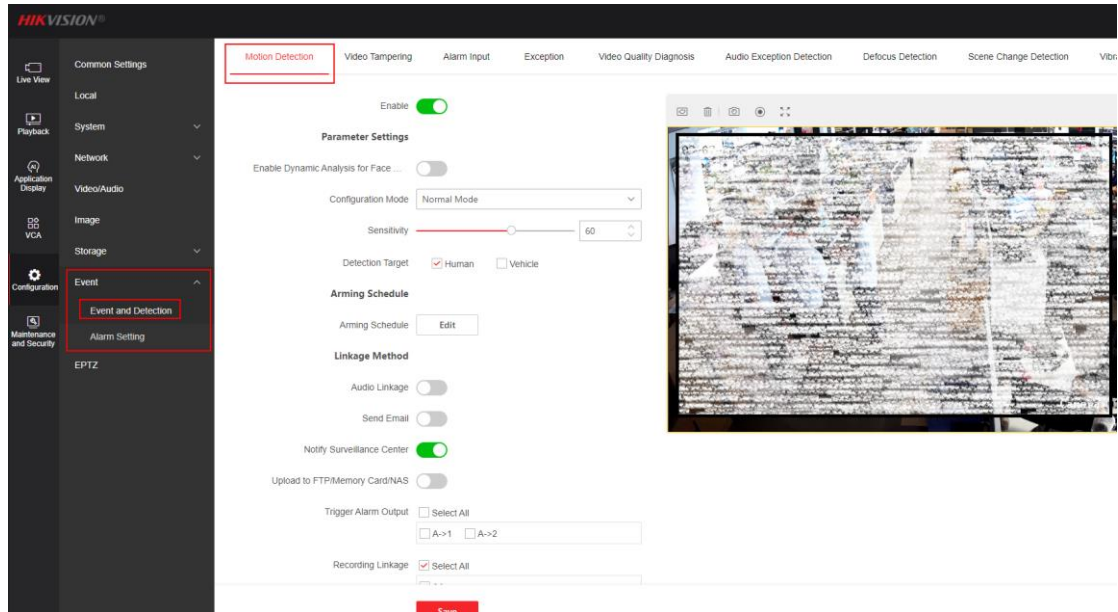 HIKVISION®
Live View
Playback
Application
Display
VCA
Configuration
Maintenance
and Security
Common Settings
Local
System
Network
Video/Audio
Image
Storage
Event
Event and Detection
Alarm Setting
EPTZ
Motion Detection Video Tampering Alarm Input Exception Video Quality Diagnosis Audio Exception Detection Defocus Detection Scene Change Detection
Enable
Parameter Settings
Enable Dynamic Analysis for Face ...
Configuration Mode Normal Mode
Sensitivity 60
Detection Target Human Vehicle
Arming Schedule
Arming Schedule Edit
Linkage Method
Audio Linkage
Send Email
Notify Surveillance Center
Upload to FTP/Memory Card/NAS
Trigger Alarm Output Select All
A->1 A->2
Recording Linkage Select All
Save